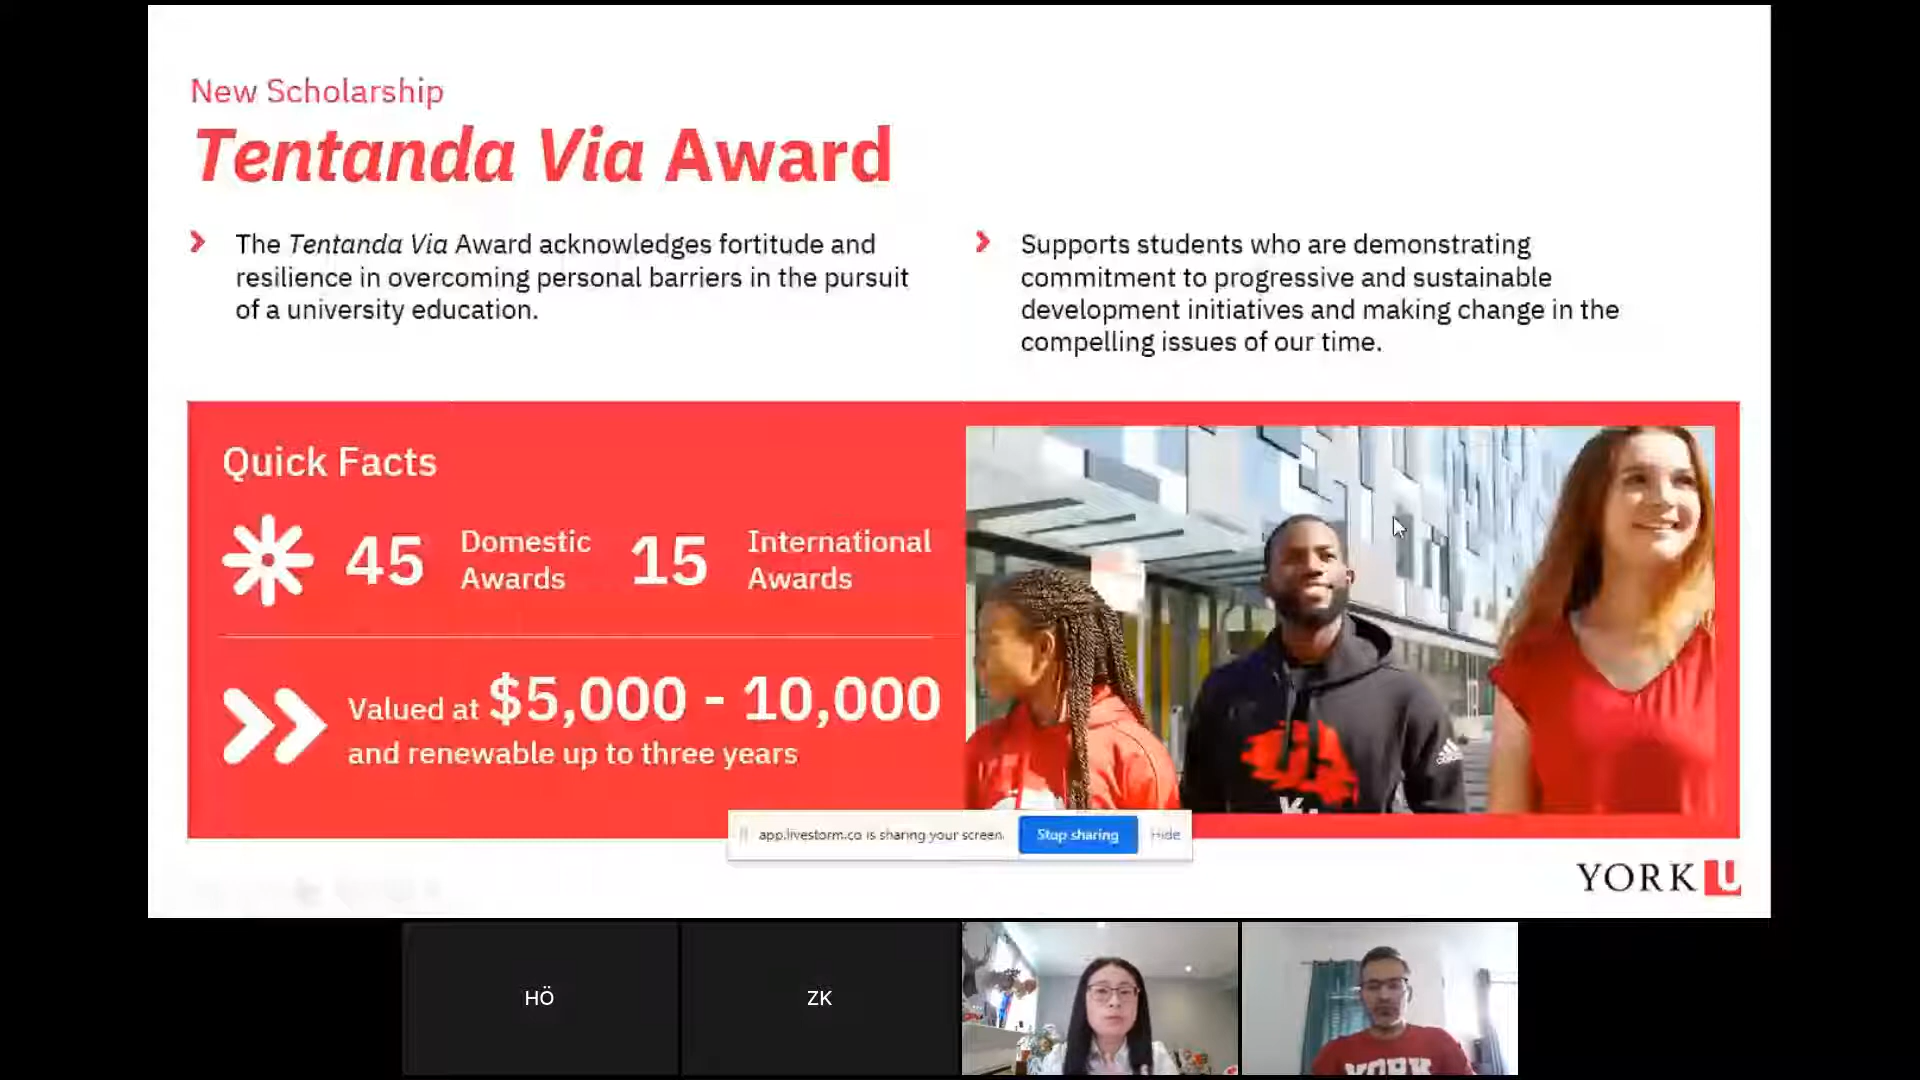 New Scholarship
Tentanda Via Award
The Tentanda Via Award acknowledges fortitude and
resilience in overcoming personal barriers in the pursuit
of a university education.
Supports students who are demonstrating
commitment to progressive and sustainable
development initiatives and making change in the
compelling issues of our time.
Quick Facts
45 Domestic Awards
15 International Awards
Valued at $5,000 - 10,000
and renewable up to three years
app.livestorm.co is sharing your screen. Stop sharing Hide
YORK U
HÖ
ZK
YORK